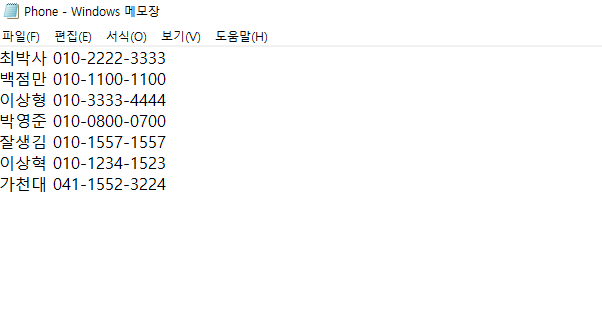 Phone - Windows 메모장
파일(F) 편집(E) 서식(O) 보기(V) 도움말(H)
최박사 010-2222-3333
백점만 010-1100-1100
이상형 010-3333-4444
박영준 010-0800-0700
잘생김 010-1557-1557
이상혁 010-1234-1523
가천대 041-1552-3224